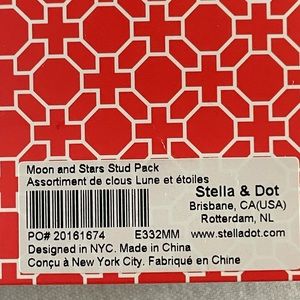 Moon and Stars Stud Pack
Assortiment de clous Lune et étoiles
Stella & Dot
Brisbane, CA(USA)
Rotterdam, NL
PO# 20161674 E332MM www.stelladot.com
Designed in NYC. Made in China
Conçu à New York City. Fabriqué en Chine